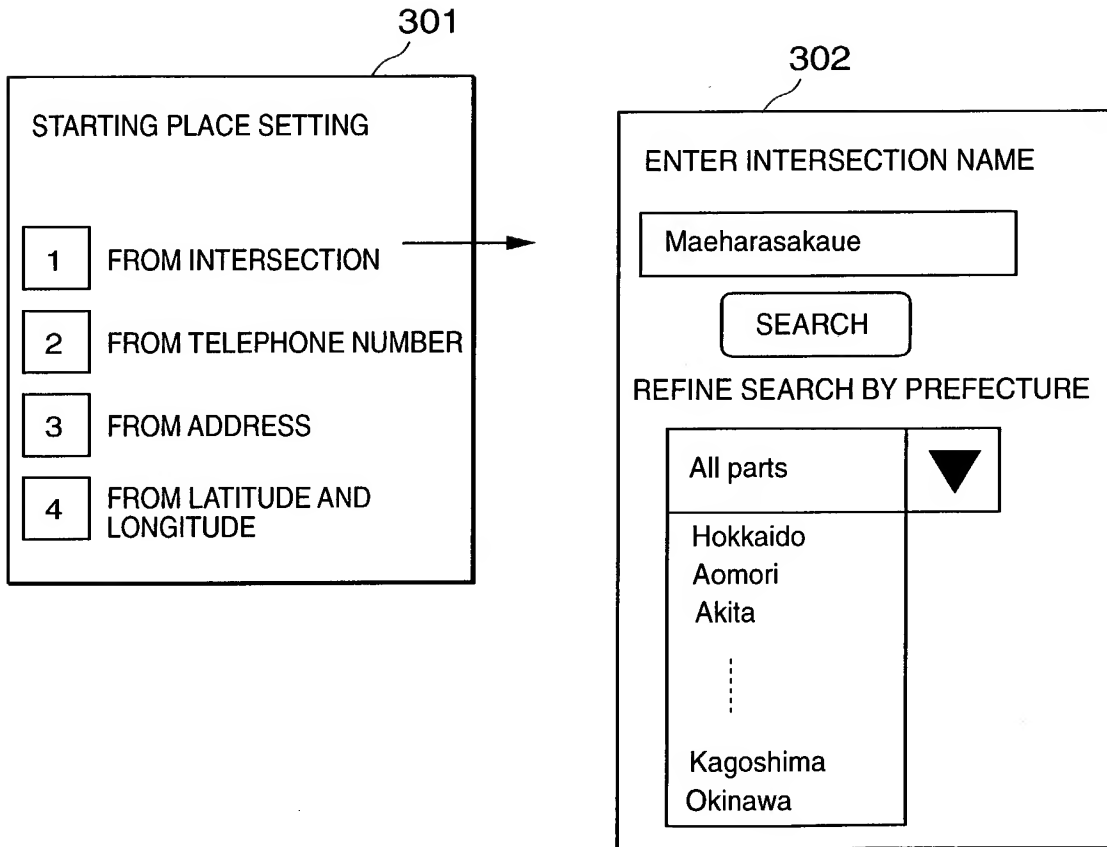 301
STARTING PLACE SETTING
1 FROM INTERSECTION
2 FROM TELEPHONE NUMBER
3 FROM ADDRESS
4 FROM LATITUDE AND
LONGITUDE
302
ENTER INTERSECTION NAME
Maeharasakaue
SEARCH
REFINE SEARCH BY PREFECTURE
All parts
Hokkaido
Aomori
Akita
Kagoshima
Okinawa